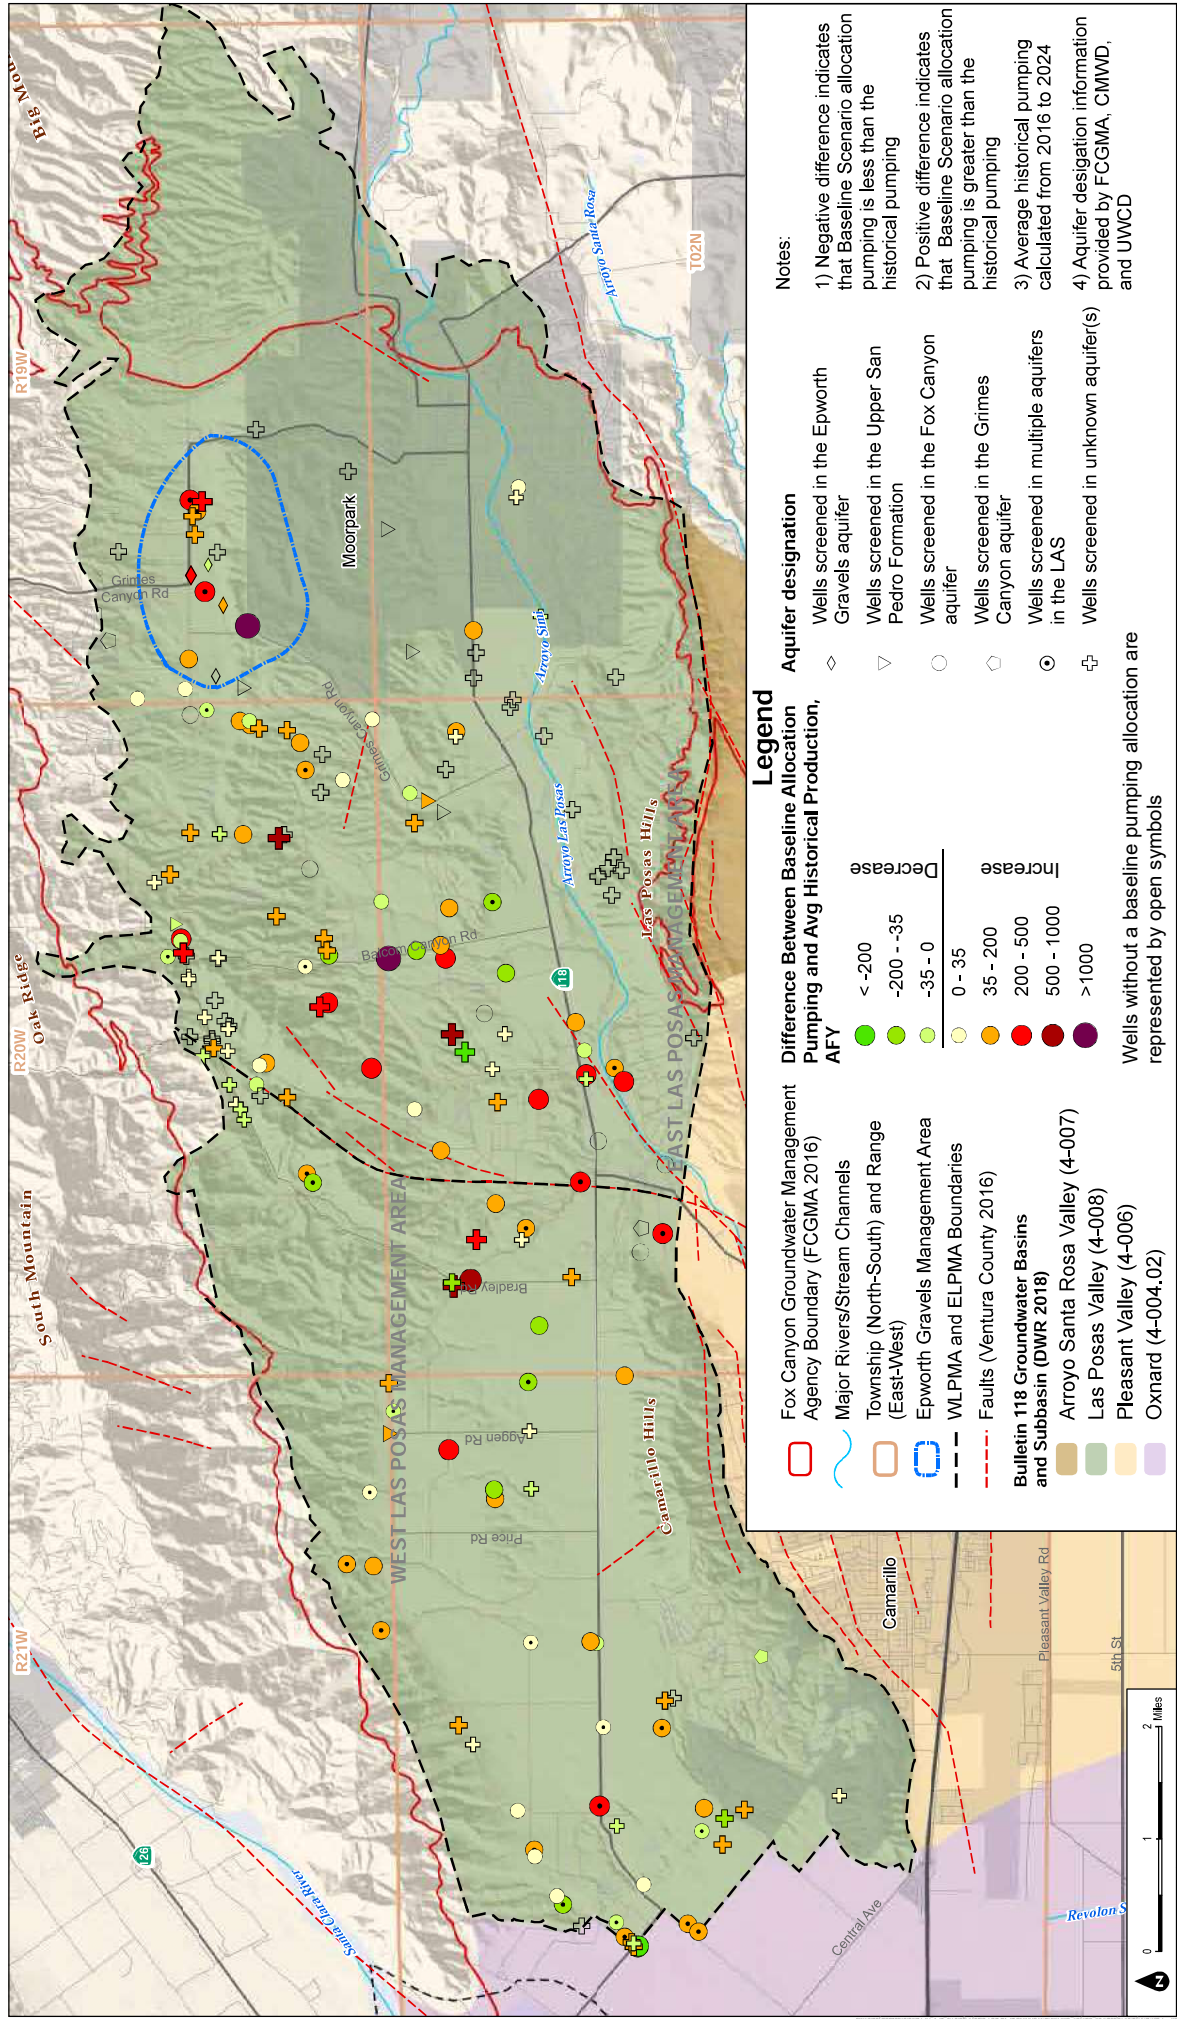 Big Mou
Oak Ridge
South Mountain
R19W
R20W
R21W
T02N
Grimes
Canyon Rd
Moorpark
Arroyo Santa Rosa
Arroyo Simi
Grimes Canyon Rd
Arroyo Las Posas
Las Posas Hills
EAST LAS POSAS MANAGEMENT AREA
Balcom Canyon Rd
118
WEST LAS POSAS MANAGEMENT AREA
Bradley Rd
Aggen Rd
Price Rd
Camarillo Hills
126
Santa Clara River
Camarillo
Pleasant Valley Rd
5th St
Central Ave
Revolon S
0 1 2 Miles
N
Legend
Fox Canyon Groundwater Management
Agency Boundary (FCGMA 2016)
Major Rivers/Stream Channels
Township (North-South) and Range
(East-West)
Epworth Gravels Management Area
WLPMA and ELPMA Boundaries
Faults (Ventura County 2016)
Bulletin 118 Groundwater Basins
and Subbasin (DWR 2018)
Arroyo Santa Rosa Valley (4-007)
Las Posas Valley (4-008)
Pleasant Valley (4-006)
Oxnard (4-004.02)
Difference Between Baseline Allocation
Pumping and Avg Historical Production,
AFY
< -200
-200 - -35
-35 - 0
0 - 35
35 - 200
200 - 500
500 - 1000
>1000
Decrease
Increase
Wells without a baseline pumping allocation are
represented by open symbols
Aquifer designation
Wells screened in the Epworth
Gravels aquifer
Wells screened in the Upper San
Pedro Formation
Wells screened in the Fox Canyon
aquifer
Wells screened in the Grimes
Canyon aquifer
Wells screened in multiple aquifers
in the LAS
Wells screened in unknown aquifer(s)
Notes:
1) Negative difference indicates
that Baseline Scenario allocation
pumping is less than the
historical pumping
2) Positive difference indicates
that Baseline Scenario allocation
pumping is greater than the
historical pumping
3) Average historical pumping
calculated from 2016 to 2024
4) Aquifer desigation information
provided by FCGMA, CMWD,
and UWCD